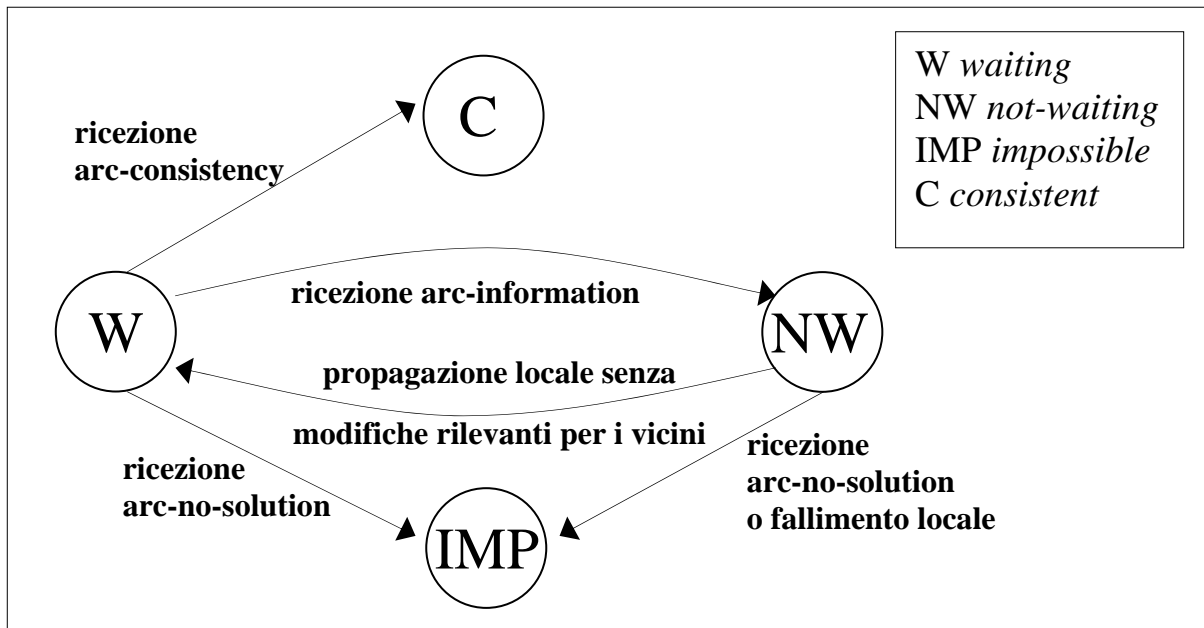 C
W waiting
NW not-waiting
IMP impossible
C consistent
ricezione
arc-consistency
ricezione arc-information
W
NW
propagazione locale senza
modifiche rilevanti per i vicini
ricezione
arc-no-solution
ricezione
arc-no-solution
o fallimento locale
IMP